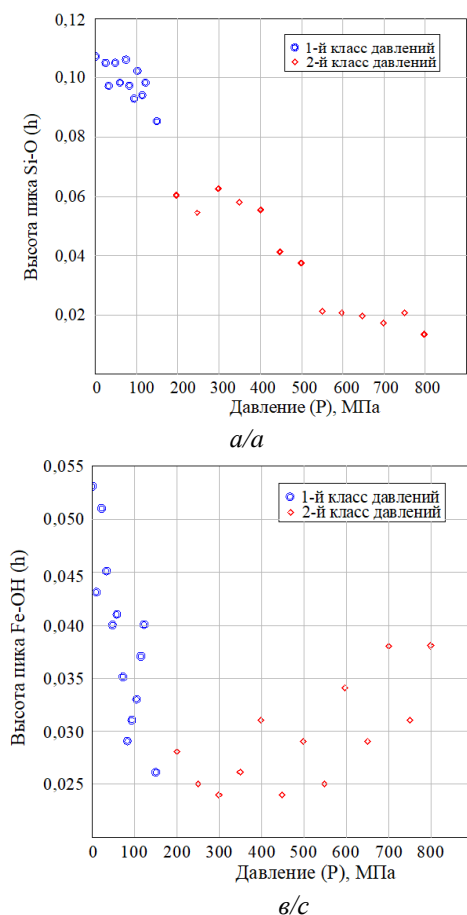 0,12
0,10
0,08
0,06
0,04
0,02
Высота пика Si-O (h)
1-й класс давлений
2-й класс давлений
0 100 200 300 400 500 600 700 800
Давление (P), МПа
а/a
0,055
0,050
0,045
0,040
0,035
0,030
0,025
Высота пика Fe-OH (h)
1-й класс давлений
2-й класс давлений
0 100 200 300 400 500 600 700 800
Давление (P), МПа
в/c